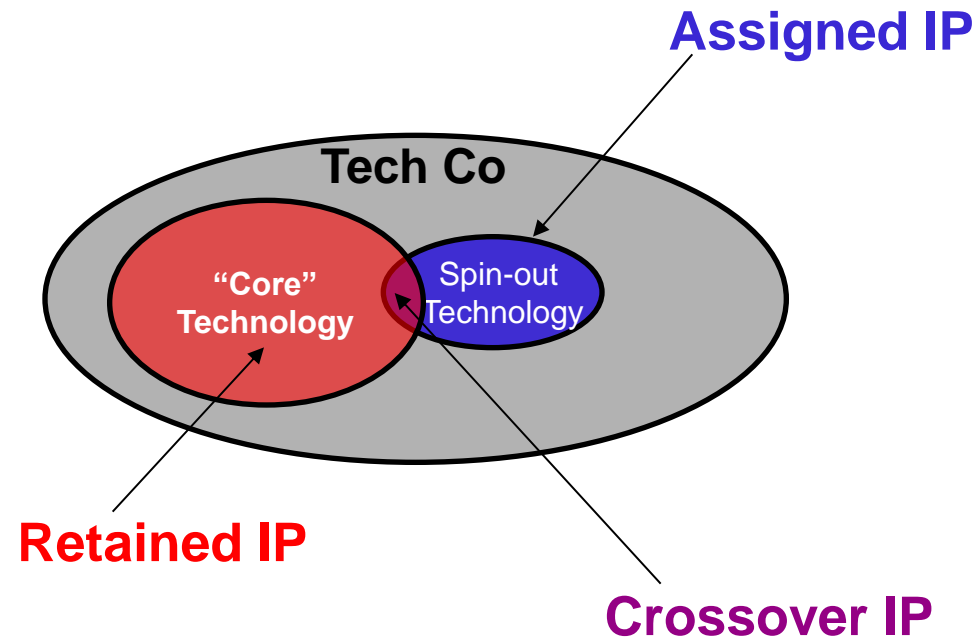 Assigned IP
Tech Co
“Core”
Technology
Spin-out
Technology
Retained IP
Crossover IP